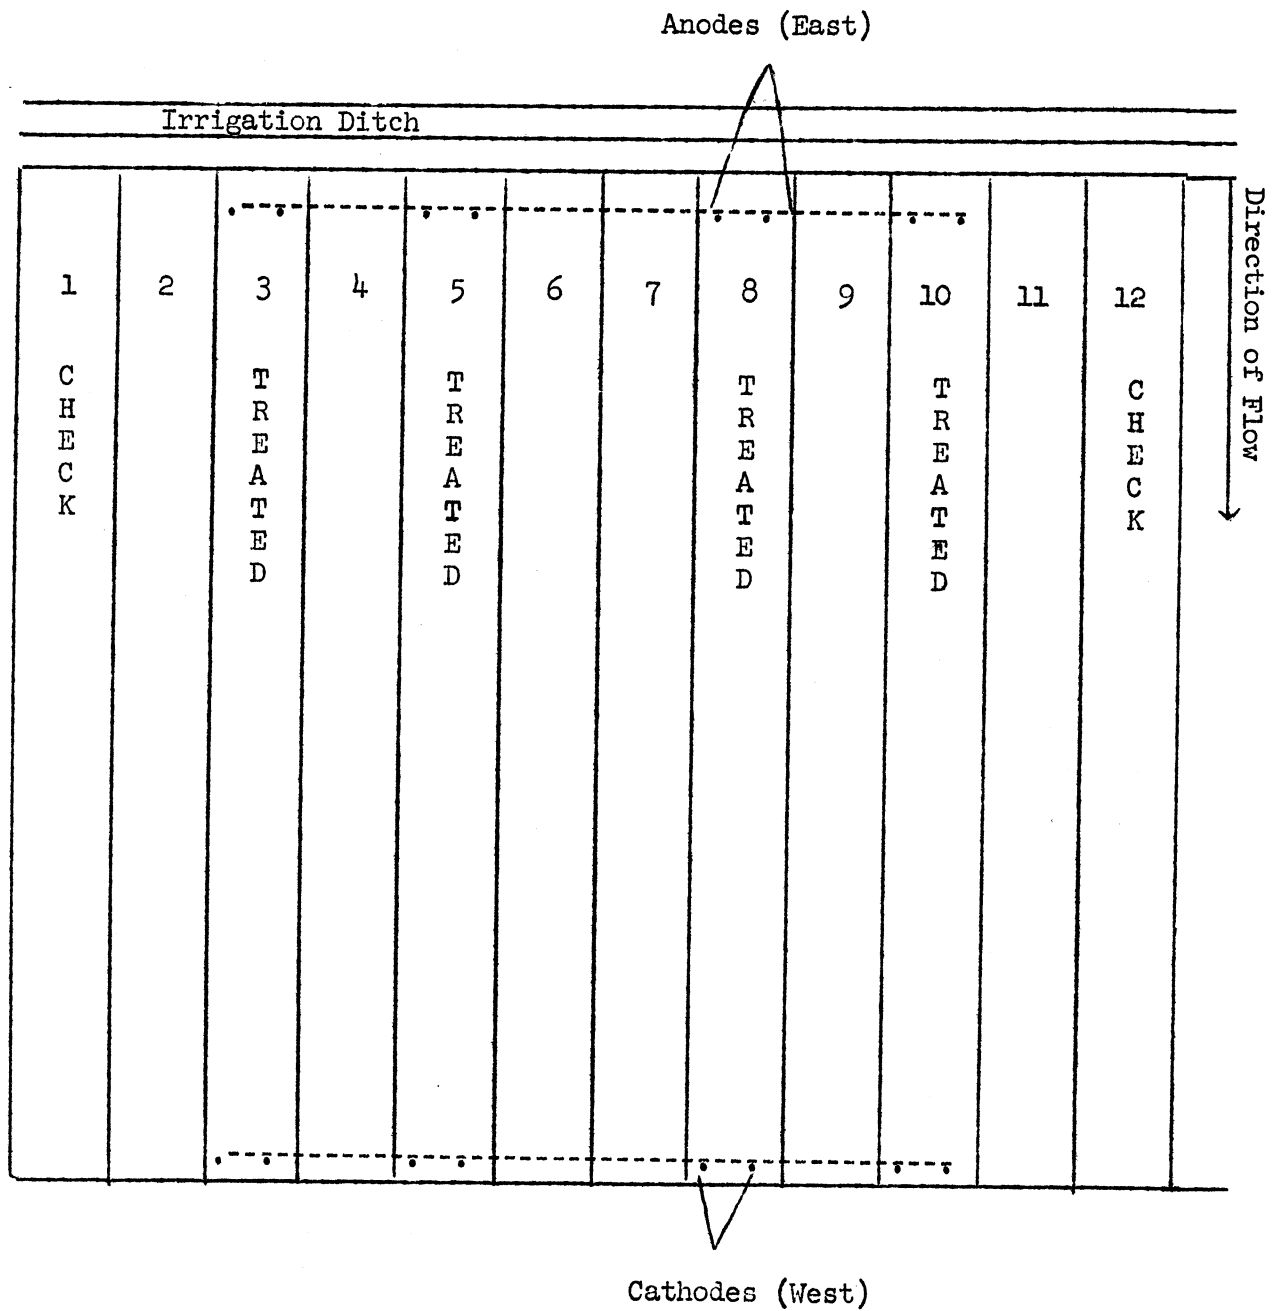 Anodes (East)
Irrigation Ditch
Direction of Flow
1 2 3 4 5 6 7 8 9 10 11 12
CHECK
TREATED
TREATED
TREATED
TREATED
CHECK
Cathodes (West)